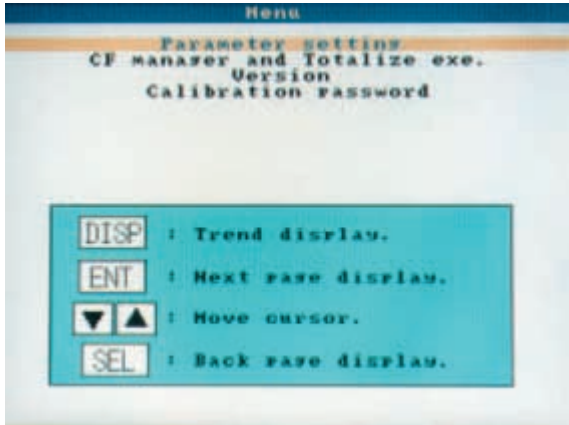 Menu
Parameter setting
CF manager and Totalize exe.
Version
Calibration password
DISP : Trend display.
ENT : Next page display.
▼ ▲ : Move cursor.
SEL : Back page display.